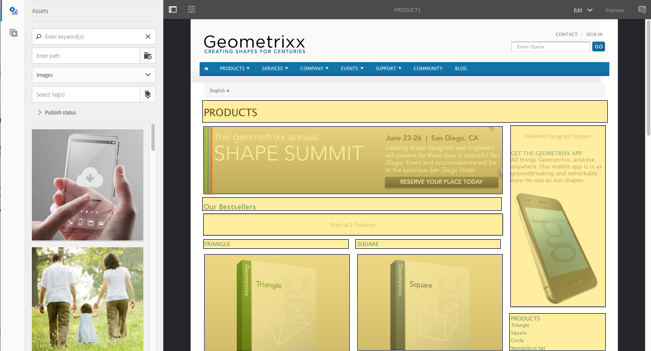 Assets
PRODUCTS
Edit
Preview
Enter keyword(s)
Enter path
Images
Select Tag(s)
Publish status
Geometrixx
CREATING SHAPES FOR CENTURIES
CONTACT | SIGN IN
Enter Query
GO
PRODUCTS
SERVICES
COMPANY
EVENTS
SUPPORT
COMMUNITY
BLOG
English
PRODUCTS
the geometrixx annual
SHAPE SUMMIT
June 23-26 | San Diego, CA
Leading shape designers and engineers
will present for three days in beautiful San
Diego. Event and accomodations will be
at the luxurious San Diego Hotel.
RESERVE YOUR PLACE TODAY
Our Bestsellers
Start of 2 Columns
TRIANGLE
SQUARE
Geometrixx
Triangle
Geometrixx
Square
Inherited Paragraph System
GET THE GEOMETRIXX APP
All things Geometrixx, anytime,
anywhere. Our mobile app is is as
groundbreaking and remarkably
easy-to-use as our shapes.
go
PRODUCTS
Triangle
Square
Circle
Mandelbrot Set